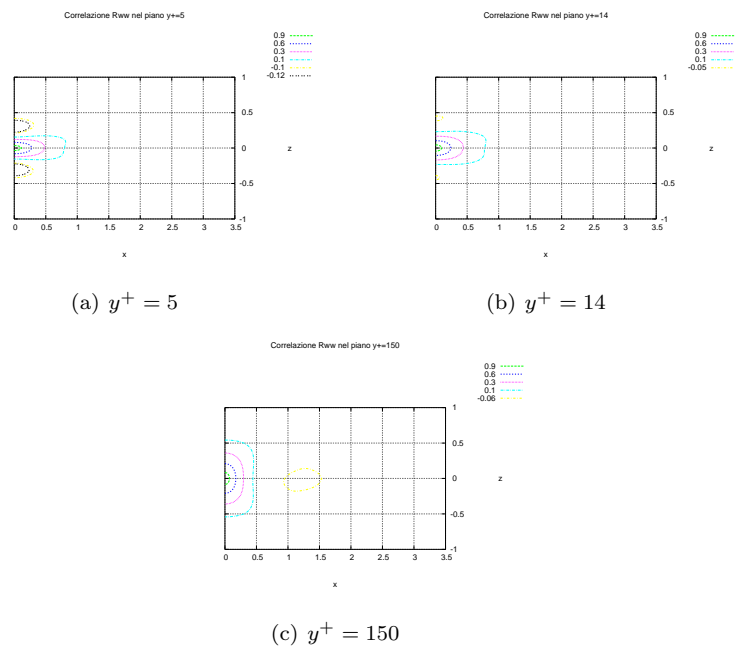 Correlazione Rww nel piano y+=5
0.9
0.6
0.3
0.1
-0.1
-0.12
1
0.5
0
-0.5
-1
z
0 0.5 1 1.5 2 2.5 3 3.5
x
(a) y+ = 5
Correlazione Rww nel piano y+=14
0.9
0.6
0.3
0.1
-0.05
1
0.5
0
-0.5
-1
z
0 0.5 1 1.5 2 2.5 3 3.5
x
(b) y+ = 14
Correlazione Rww nel piano y+=150
0.9
0.6
0.3
0.1
-0.06
1
0.5
0
-0.5
-1
z
0 0.5 1 1.5 2 2.5 3 3.5
x
(c) y+ = 150